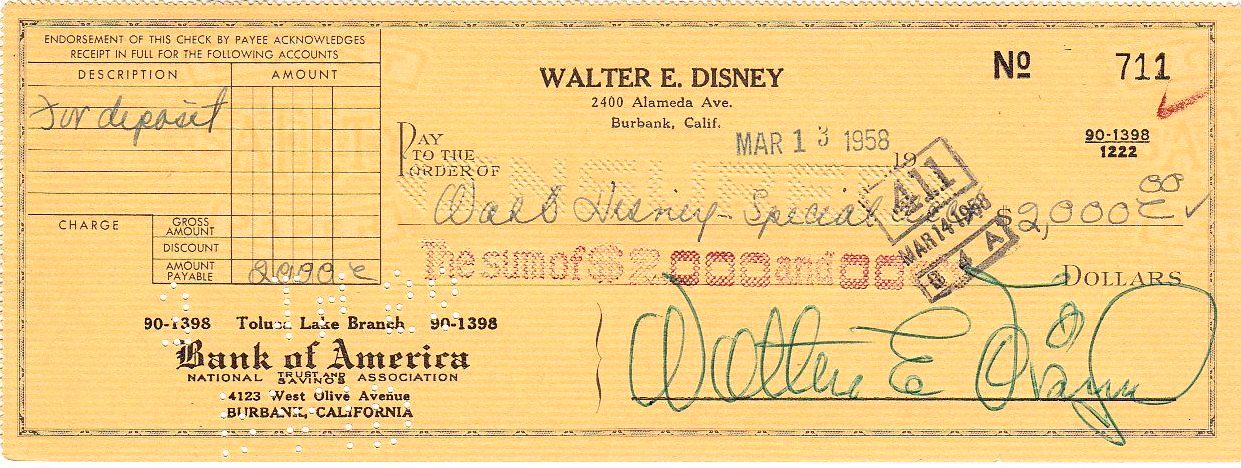 ENDORSEMENT OF THIS CHECK BY PAYEE ACKNOWLEDGES
RECEIPT IN FULL FOR THE FOLLOWING ACCOUNTS
DESCRIPTION AMOUNT
For deposit
CHARGE
GROSS AMOUNT
DISCOUNT
AMOUNT PAYABLE
WALTER E. DISNEY
2400 Alameda Ave.
Burbank, Calif.
Nº 711
90-1398
1222
MAR 13 1958 19
PAY TO THE ORDER OF
Walt Disney - Special
$2,000 00
411
MAR 14 1958
B 4 A
The sum of $2000 and 00
DOLLARS
90-1398 Toluca Lake Branch 90-1398
Bank of America
NATIONAL TRUST AND SAVINGS ASSOCIATION
4123 West Olive Avenue
BURBANK, CALIFORNIA
Walter E Disney